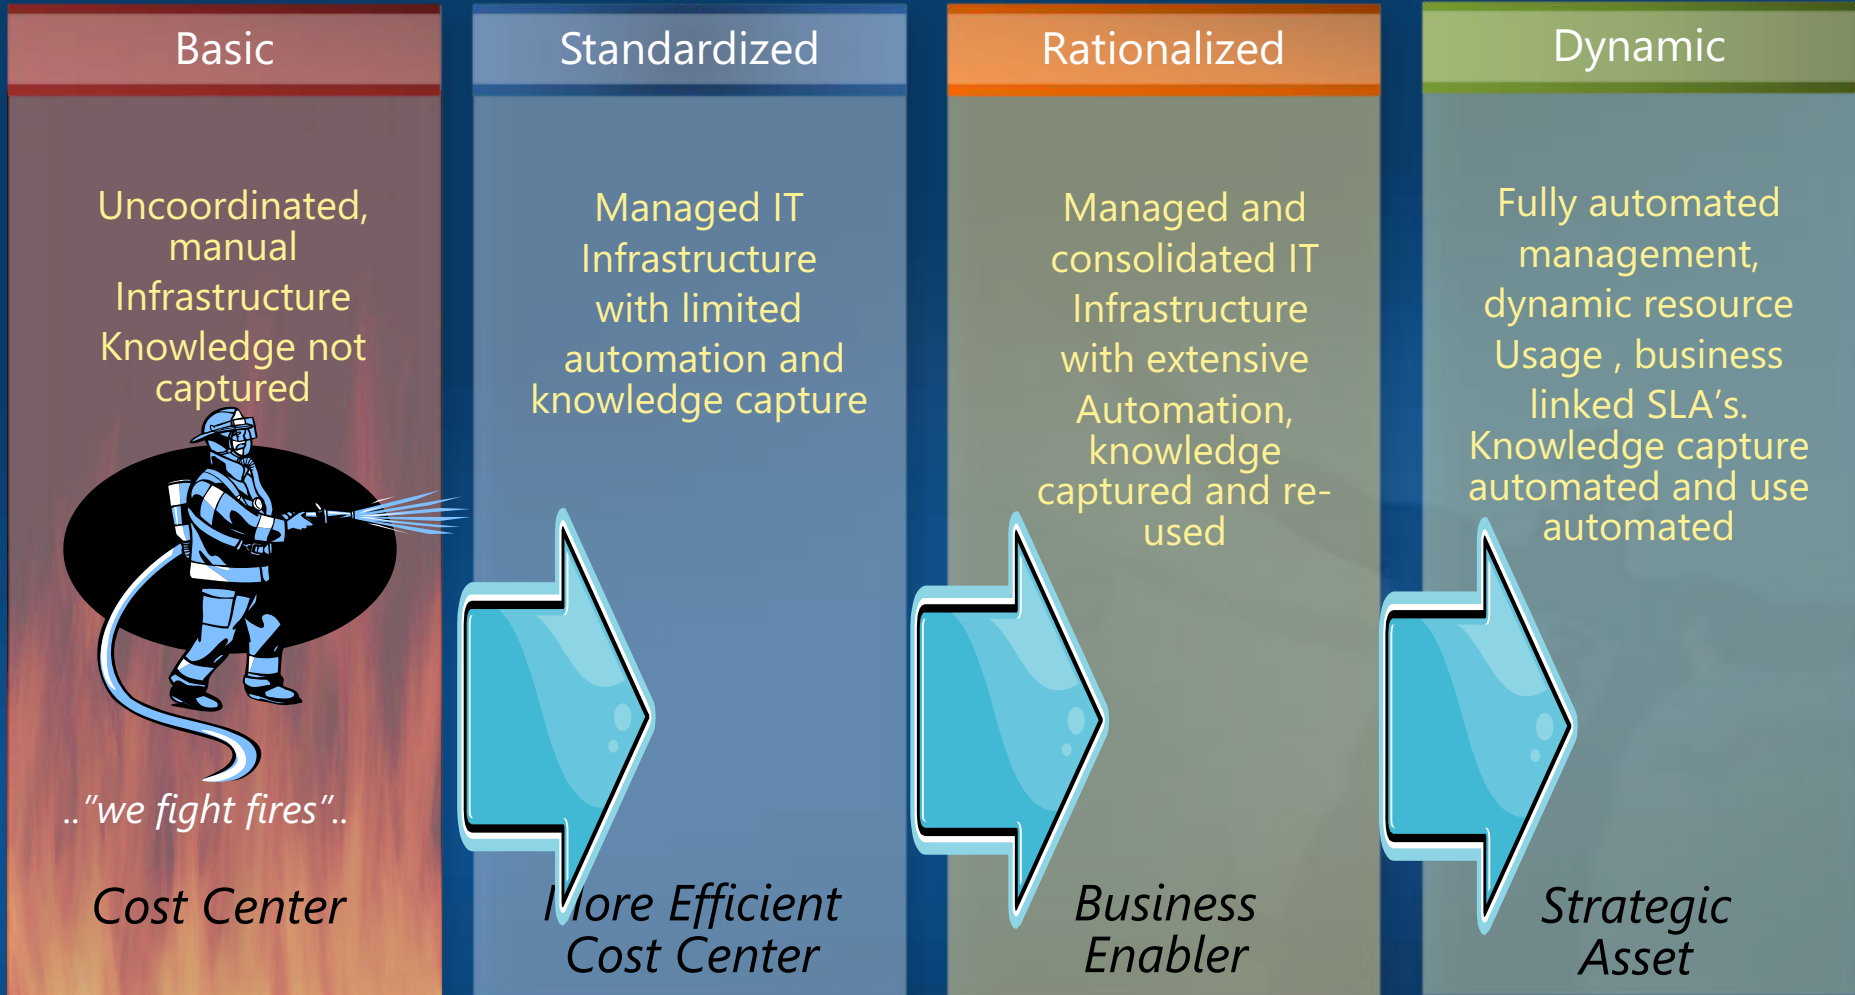 Basic
Uncoordinated,
manual
Infrastructure
Knowledge not
captured
.."we fight fires"..
Cost Center
Standardized
Managed IT
Infrastructure
with limited
automation and
knowledge capture
More Efficient
Cost Center
Rationalized
Managed and
consolidated IT
Infrastructure
with extensive
Automation,
knowledge
captured and re-
used
Business
Enabler
Dynamic
Fully automated
management,
dynamic resource
Usage , business
linked SLA's.
Knowledge capture
automated and use
automated
Strategic
Asset